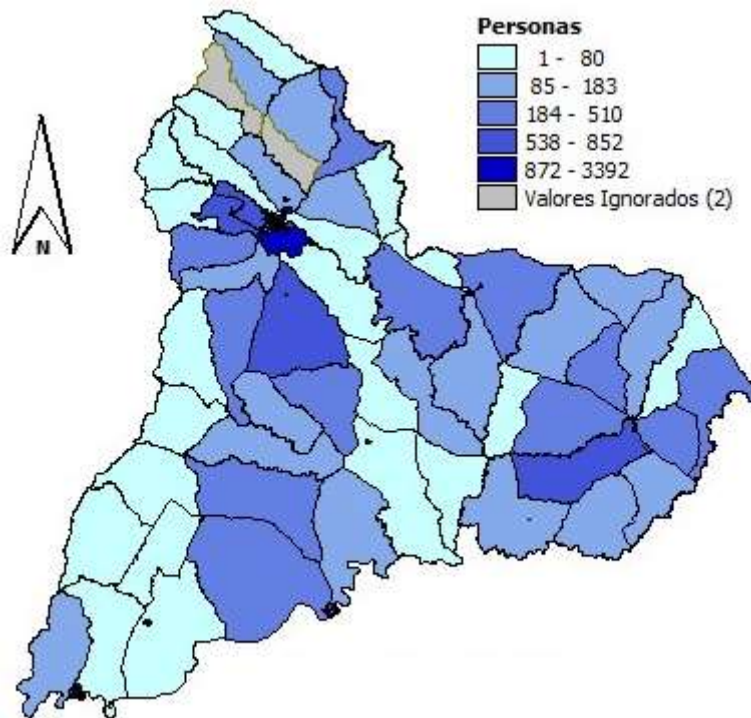 Personas
1 - 80
85 - 183
184 - 510
538 - 852
872 - 3392
Valores Ignorados (2)
N